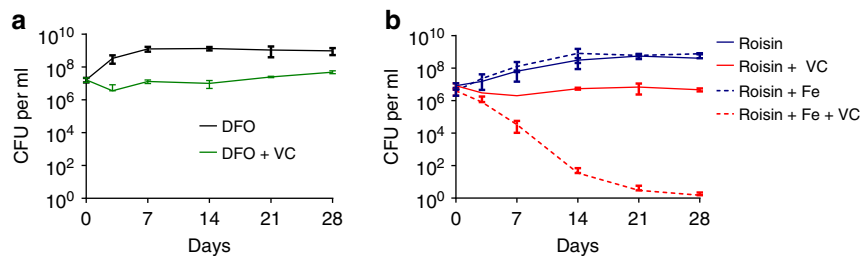 a
CFU per ml
10^10
10^8
10^6
10^4
10^2
10^0
DFO
DFO + VC
0 7 14 21 28
Days
b
CFU per ml
10^10
10^8
10^6
10^4
10^2
10^0
0 7 14 21 28
Days
Roisin
Roisin + VC
Roisin + Fe
Roisin + Fe + VC